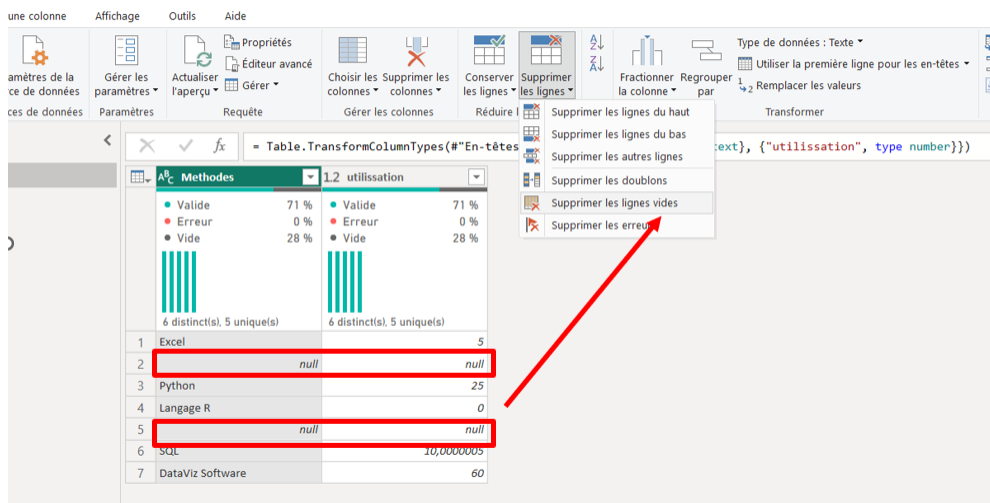 une colonne Affichage Outils Aide
Propriétés
Éditeur avancé
Gérer
amètres de la
ce de données
Gérer les
paramètres
Actualiser
l'aperçu
Choisir les
colonnes
Supprimer les
colonnes
Conserver
les lignes
Supprimer
les lignes
A
Z
Z
A
Fractionner
la colonne
Regrouper
par
Type de données : Texte
Utiliser la première ligne pour les en-têtes
1
2 Remplacer les valeurs
ces de données Paramètres Requête Gérer les colonnes Réduire l Transformer
Supprimer les lignes du haut
Supprimer les lignes du bas
Supprimer les autres lignes
Supprimer les doublons
Supprimer les lignes vides
Supprimer les erreu
fx = Table.TransformColumnTypes(#"En-têtes ext}, {"utilissation", type number}})
ABC Methodes 1.2 utilissation
Valide 71 % Valide 71 %
Erreur 0 % Erreur 0 %
Vide 28 % Vide 28 %
6 distinct(s), 5 unique(s) 6 distinct(s), 5 unique(s)
1 Excel 5
2 null null
3 Python 25
4 Langage R 0
5 null null
6 SQL 10,0000005
7 DataViz Software 60